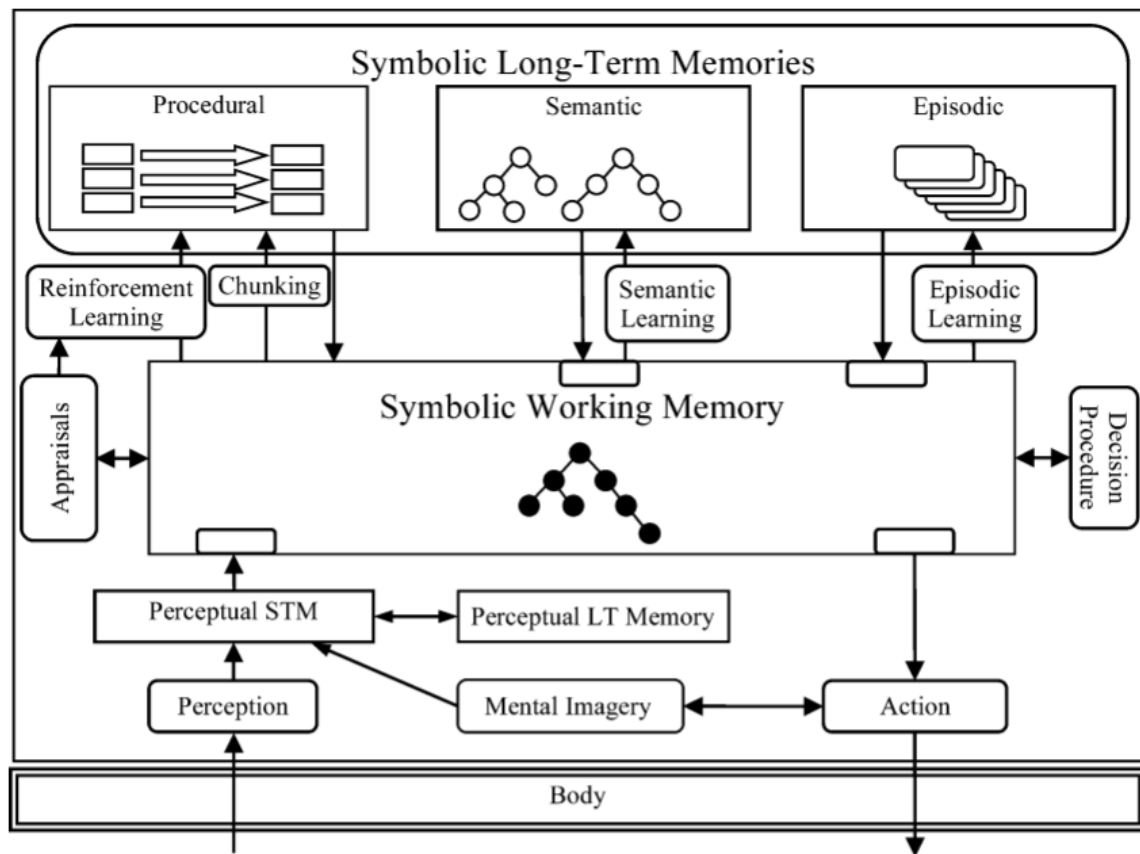 Symbolic Long-Term Memories
Procedural
Semantic
Episodic
Reinforcement
Learning
Chunking
Semantic
Learning
Episodic
Learning
Symbolic Working Memory
Appraisals
Decision
Procedure
Perceptual STM
Perceptual LT Memory
Perception
Mental Imagery
Action
Body